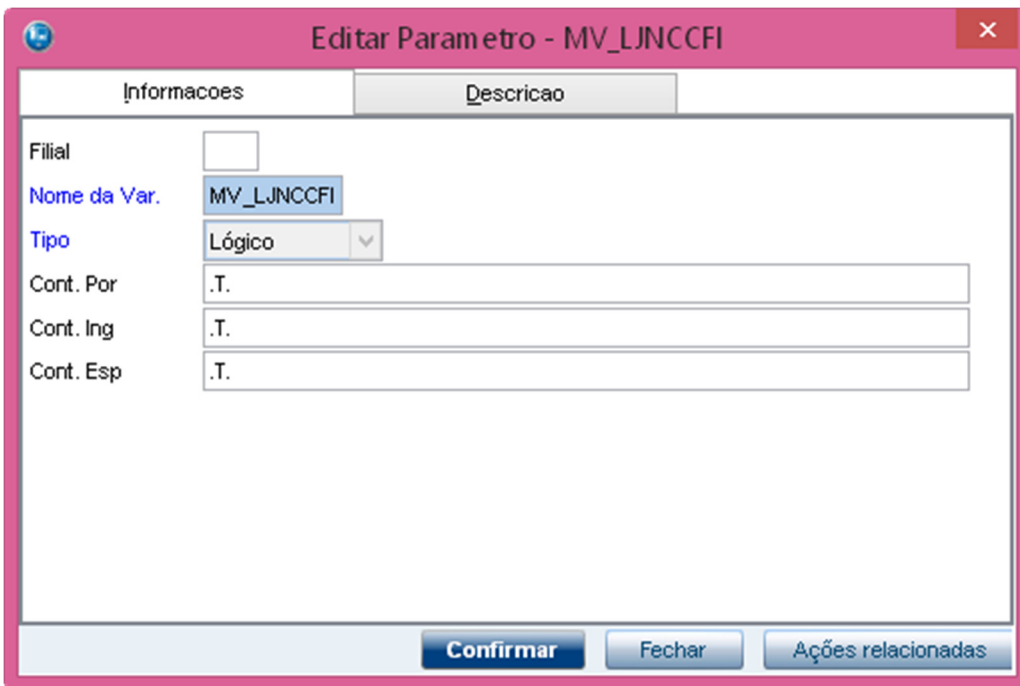 Editar Parametro - MV_LJNCCFI
Informacoes Descricao
Filial
Nome da Var. MV_LJNCCFI
Tipo Lógico
Cont. Por .T.
Cont. Ing .T.
Cont. Esp .T.
Confirmar Fechar Ações relacionadas